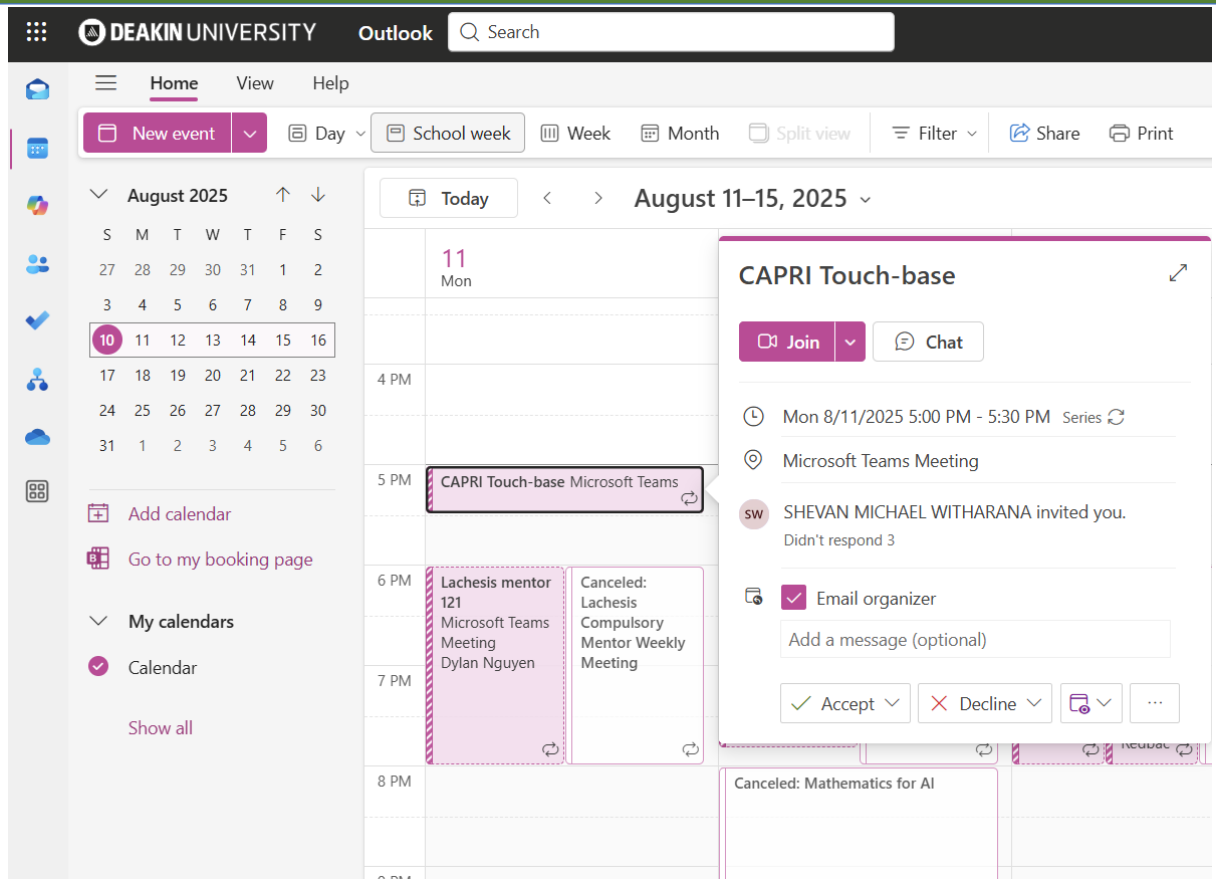 DEAKIN UNIVERSITY
Outlook
Search
Home View Help
New event
Day
School week
Week
Month
Split view
Filter
Share
Print
August 2025
S M T W T F S
27 28 29 30 31 1 2
3 4 5 6 7 8 9
10 11 12 13 14 15 16
17 18 19 20 21 22 23
24 25 26 27 28 29 30
31 1 2 3 4 5 6
Add calendar
Go to my booking page
My calendars
Calendar
Show all
Today
August 11–15, 2025
11
Mon
4 PM
5 PM
CAPRI Touch-base Microsoft Teams
6 PM
Lachesis mentor
121
Microsoft Teams
Meeting
Dylan Nguyen
Canceled:
Lachesis
Compulsory
Mentor Weekly
Meeting
7 PM
8 PM
Canceled: Mathematics for AI
CAPRI Touch-base
Join
Chat
Mon 8/11/2025 5:00 PM - 5:30 PM Series
Microsoft Teams Meeting
SW
SHEVAN MICHAEL WITHARANA invited you.
Didn't respond 3
Email organizer
Add a message (optional)
Accept
Decline